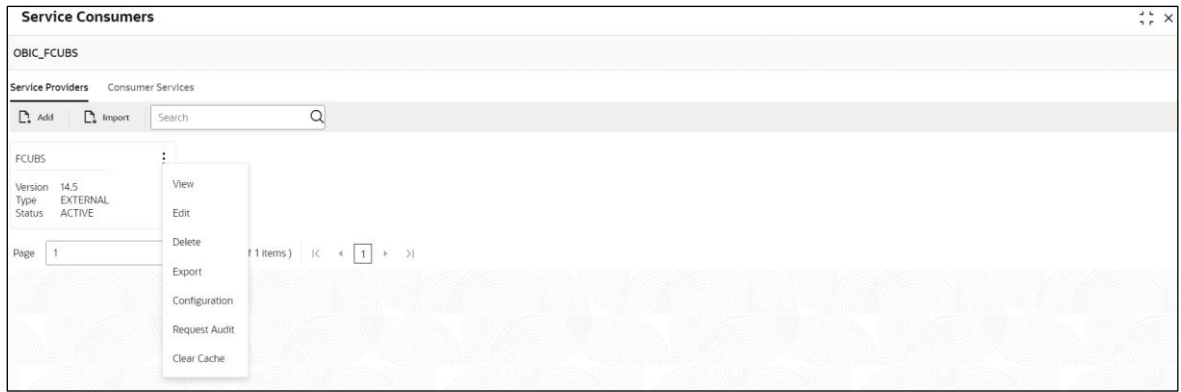 Service Consumers
OBIC_FCUBS
Service Providers Consumer Services
Add Import Search
FCUBS
Version 14.5
Type EXTERNAL
Status ACTIVE
View
Edit
Delete
Export
Configuration
Request Audit
Clear Cache
Page 1 f 1 items ) 1